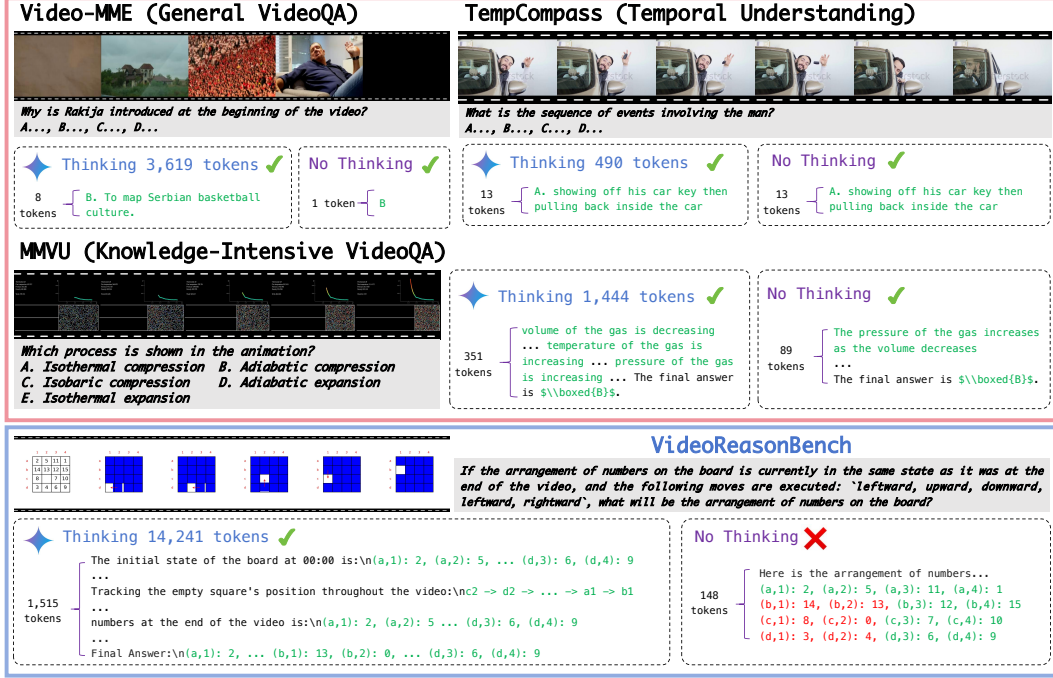 Video-MME (General VideoQA)
TempCompass (Temporal Understanding)
Why is Rakija introduced at the beginning of the video?
A..., B..., C..., D...
What is the sequence of events involving the man?
A..., B..., C..., D...
Thinking 3,619 tokens
8
tokens
B. To map Serbian basketball
culture.
No Thinking
1 token
B
Thinking 490 tokens
13
tokens
A. showing off his car key then
pulling back inside the car
No Thinking
13
tokens
A. showing off his car key then
pulling back inside the car
MMVU (Knowledge-Intensive VideoQA)
Which process is shown in the animation?
A. Isothermal compression B. Adiabatic compression
C. Isobaric compression D. Adiabatic expansion
E. Isothermal expansion
Thinking 1,444 tokens
351
tokens
volume of the gas is decreasing
... temperature of the gas is
increasing ... pressure of the gas
is increasing ... The final answer
is $\\boxed{B}$.
No Thinking
89
tokens
The pressure of the gas increases
as the volume decreases
...
The final answer is $\\boxed{B}$.
2 5 11 1
14 13 12 15
8 7 10
3 4 6 9
VideoReasonBench
If the arrangement of numbers on the board is currently in the same state as it was at the
end of the video, and the following moves are executed: `leftward, upward, downward,
leftward, rightward`, what will be the arrangement of numbers on the board?
Thinking 14,241 tokens
1,515
tokens
The initial state of the board at 00:00 is:\n(a,1): 2, (a,2): 5, ... (d,3): 6, (d,4): 9
...
Tracking the empty square's position throughout the video:\nc2 -> d2 -> ... -> a1 -> b1
...
numbers at the end of the video is:\n(a,1): 2, (a,2): 5 ... (d,3): 6, (d,4): 9
...
Final Answer:\n(a,1): 2, ... (b,1): 13, (b,2): 0, ... (d,3): 6, (d,4): 9
No Thinking
148
tokens
Here is the arrangement of numbers...
(a,1): 2, (a,2): 5, (a,3): 11, (a,4): 1
(b,1): 14, (b,2): 13, (b,3): 12, (b,4): 15
(c,1): 8, (c,2): 0, (c,3): 7, (c,4): 10
(d,1): 3, (d,2): 4, (d,3): 6, (d,4): 9